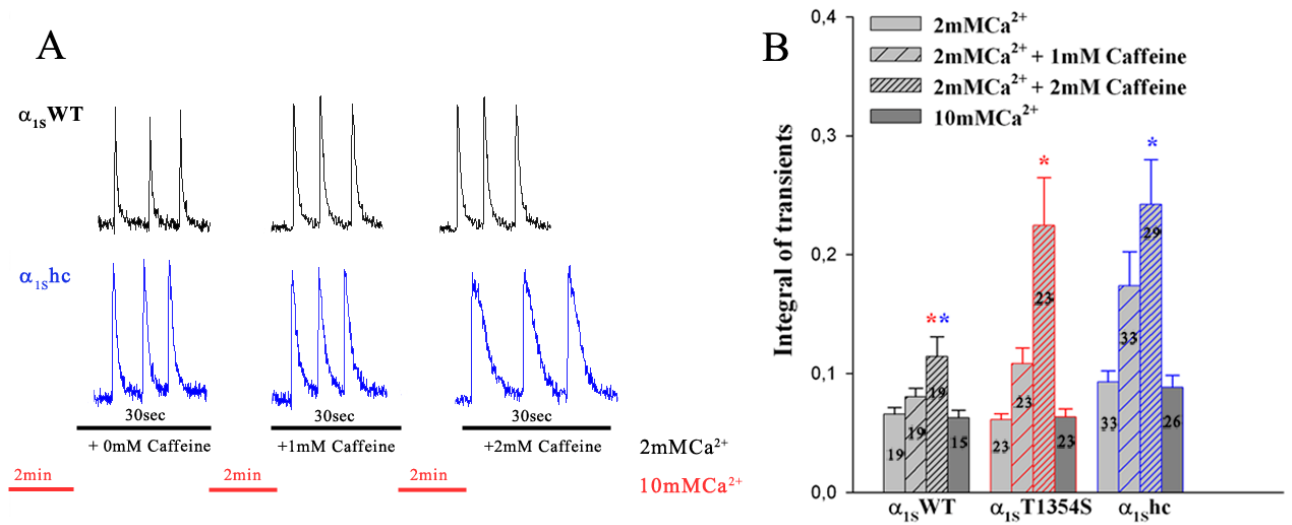 A
α1SWT
α1Shc
30sec 30sec 30sec
+ 0mM Caffeine +1mM Caffeine +2mM Caffeine 2mMCa²⁺
2min 2min 2min 10mMCa²⁺
B
2mMCa²⁺
2mMCa²⁺ + 1mM Caffeine
2mMCa²⁺ + 2mM Caffeine
10mMCa²⁺
Integral of transients
0,4
0,3
0,2
0,1
0,0
* * * *
19 19 19 15
23 23 23 23
33 33 29 26
α1SWT α1ST1354S α1Shc